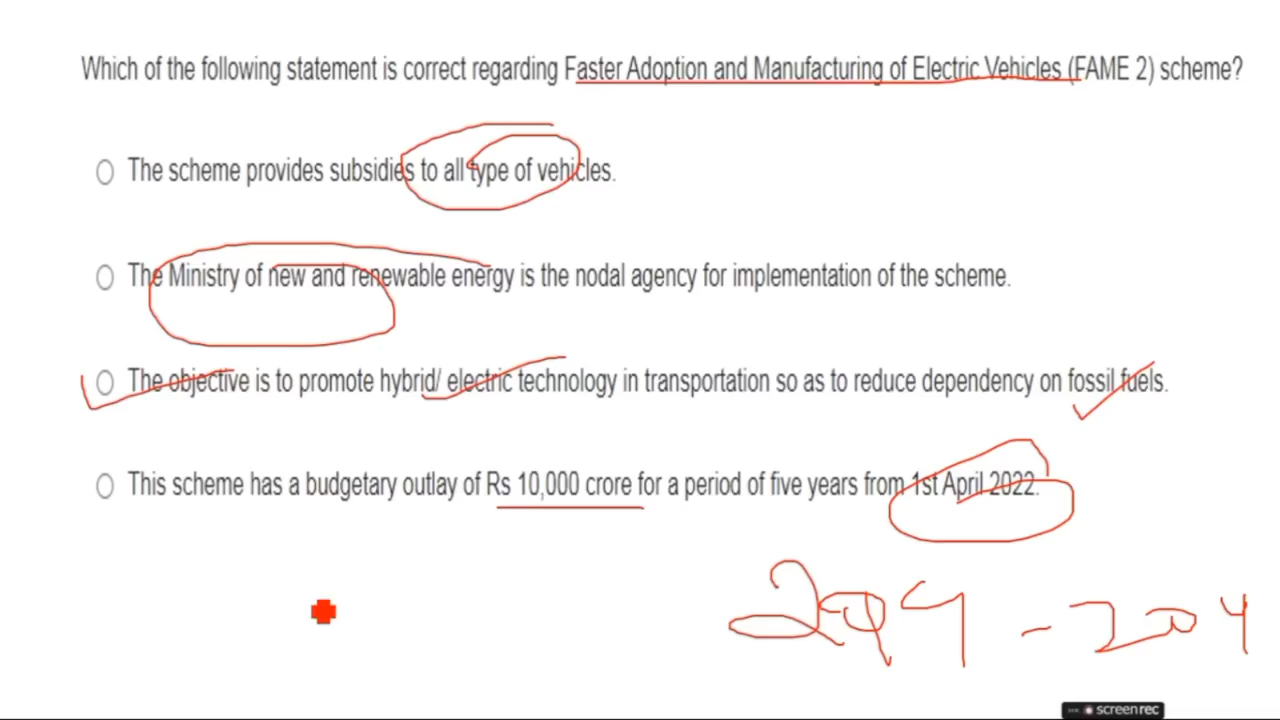 Which of the following statement is correct regarding Faster Adoption and Manufacturing of Electric Vehicles (FAME 2) scheme?
The scheme provides subsidies to all type of vehicles.
The Ministry of new and renewable energy is the nodal agency for implementation of the scheme.
The objective is to promote hybrid/ electric technology in transportation so as to reduce dependency on fossil fuels.
This scheme has a budgetary outlay of Rs 10,000 crore for a period of five years from 1st April 2022.
screenrec